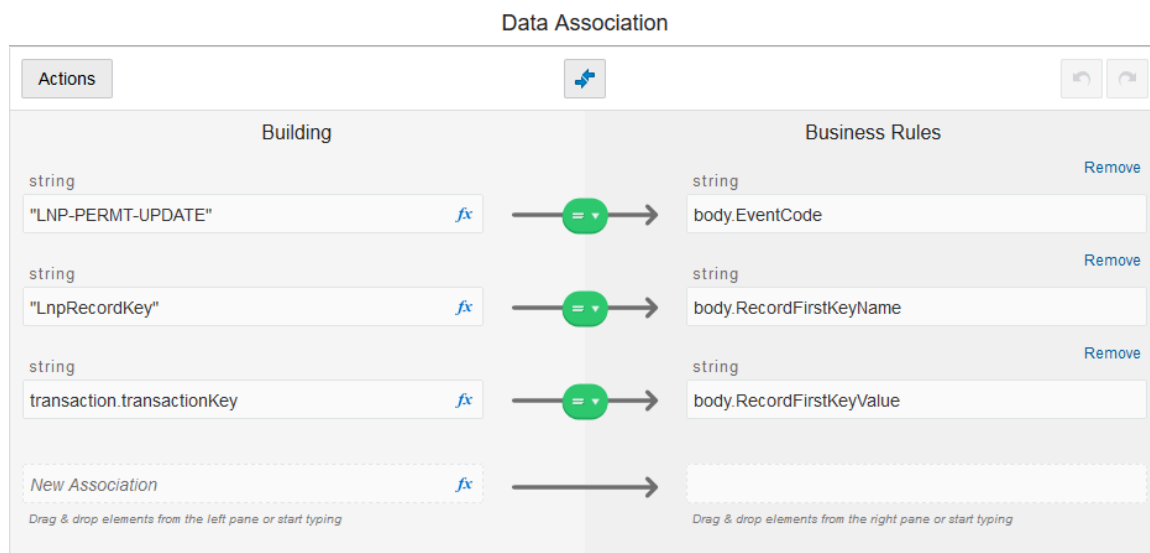 Data Association
Actions
Building
Business Rules
Remove
string
string
"LNP-PERMT-UPDATE"
fx
=
body.EventCode
Remove
string
string
"LnpRecordKey"
fx
=
body.RecordFirstKeyName
Remove
string
string
transaction.transactionKey
fx
=
body.RecordFirstKeyValue
New Association
fx
Drag & drop elements from the left pane or start typing
Drag & drop elements from the right pane or start typing